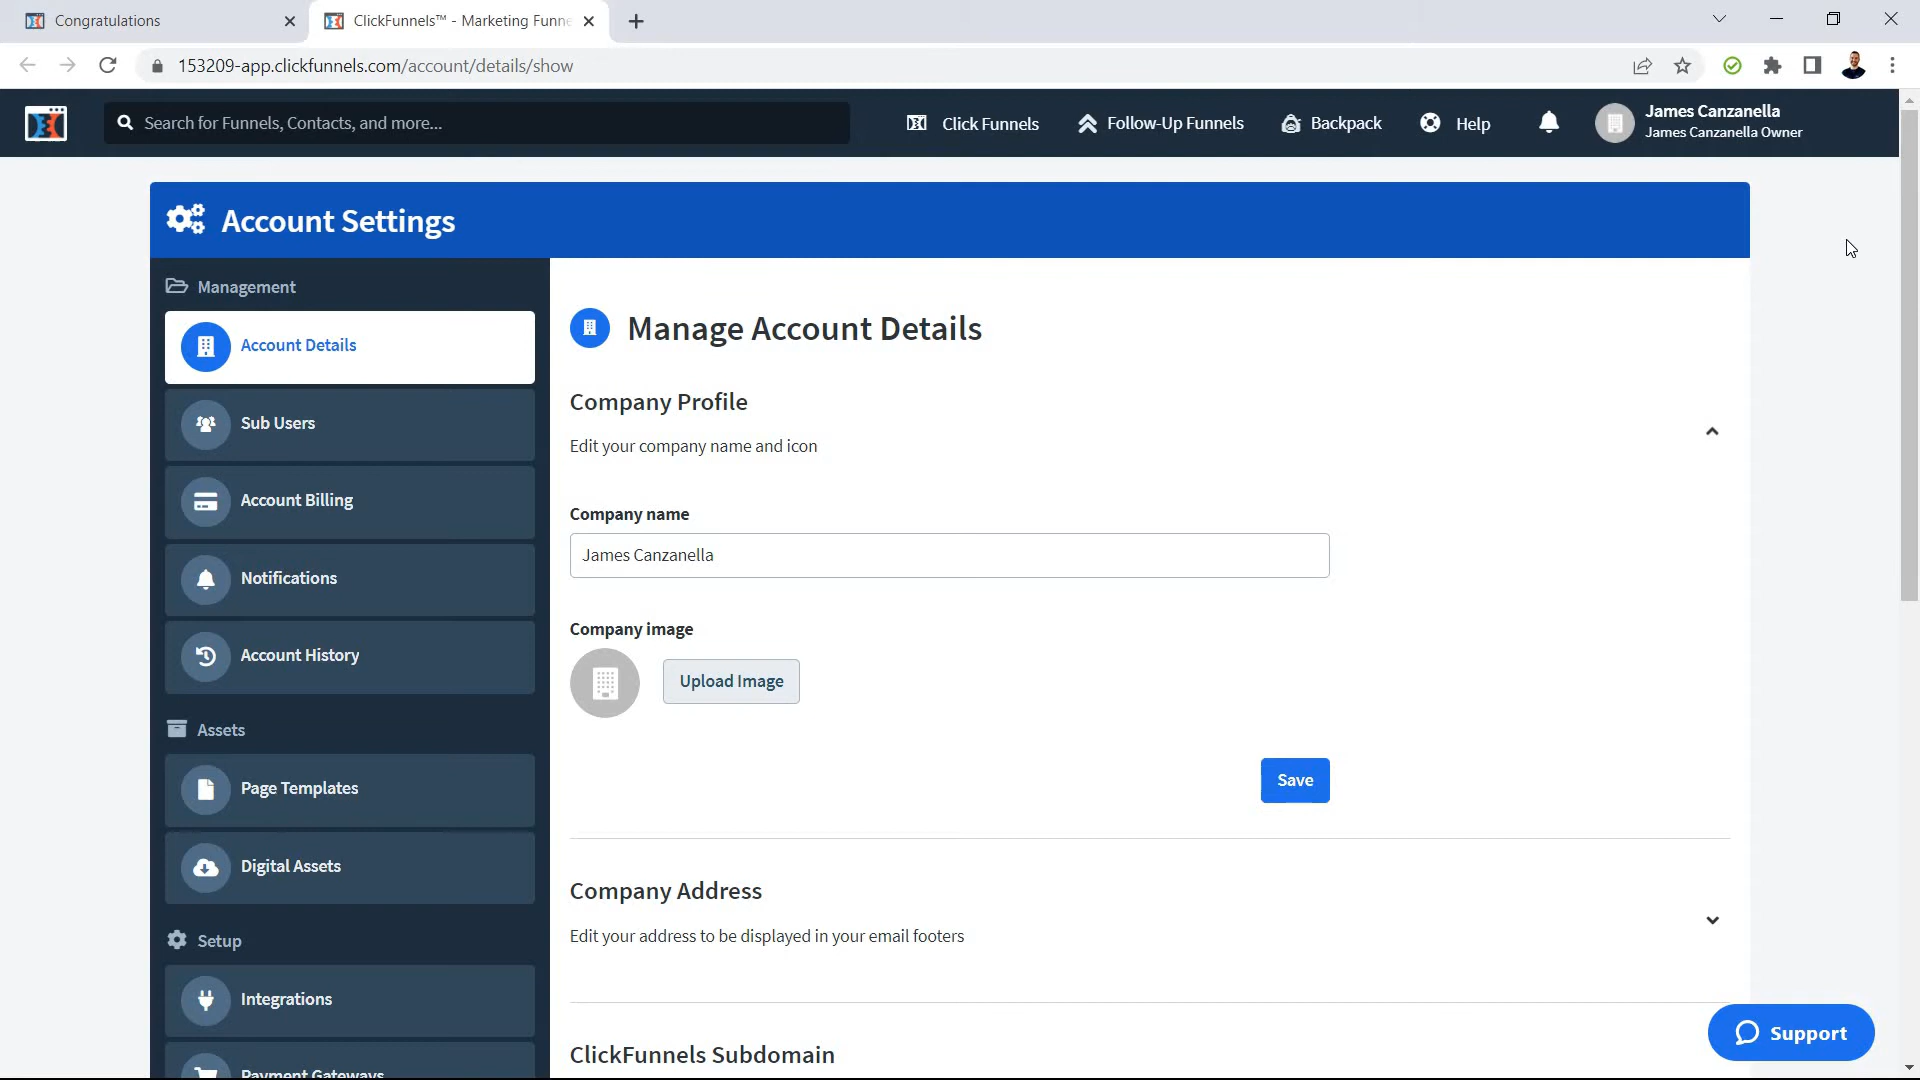 Congratulations
ClickFunnels™ - Marketing Funne
153209-app.clickfunnels.com/account/details/show
Search for Funnels, Contacts, and more...
Click Funnels
Follow-Up Funnels
Backpack
Help
James Canzanella
James Canzanella Owner
Account Settings
Management
Account Details
Sub Users
Account Billing
Notifications
Account History
Assets
Page Templates
Digital Assets
Setup
Integrations
Payment Gateways
Manage Account Details
Company Profile
Edit your company name and icon
Company name
James Canzanella
Company image
Upload Image
Save
Company Address
Edit your address to be displayed in your email footers
ClickFunnels Subdomain
Support